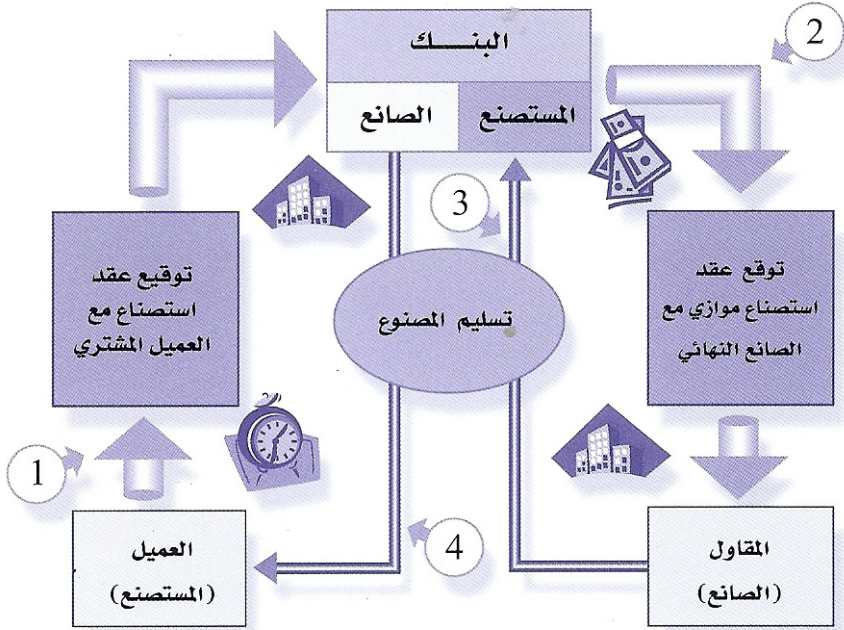 البنـــك
الصانع
المستصنع
1
2
3
4
توقيع عقد
استصناع مع
العميل المشتري
توقع عقد
استصناع موازي مع
الصانع النهائي
تسليم المصنوع
العميل
(المستصنع)
المقاول
(الصانع)